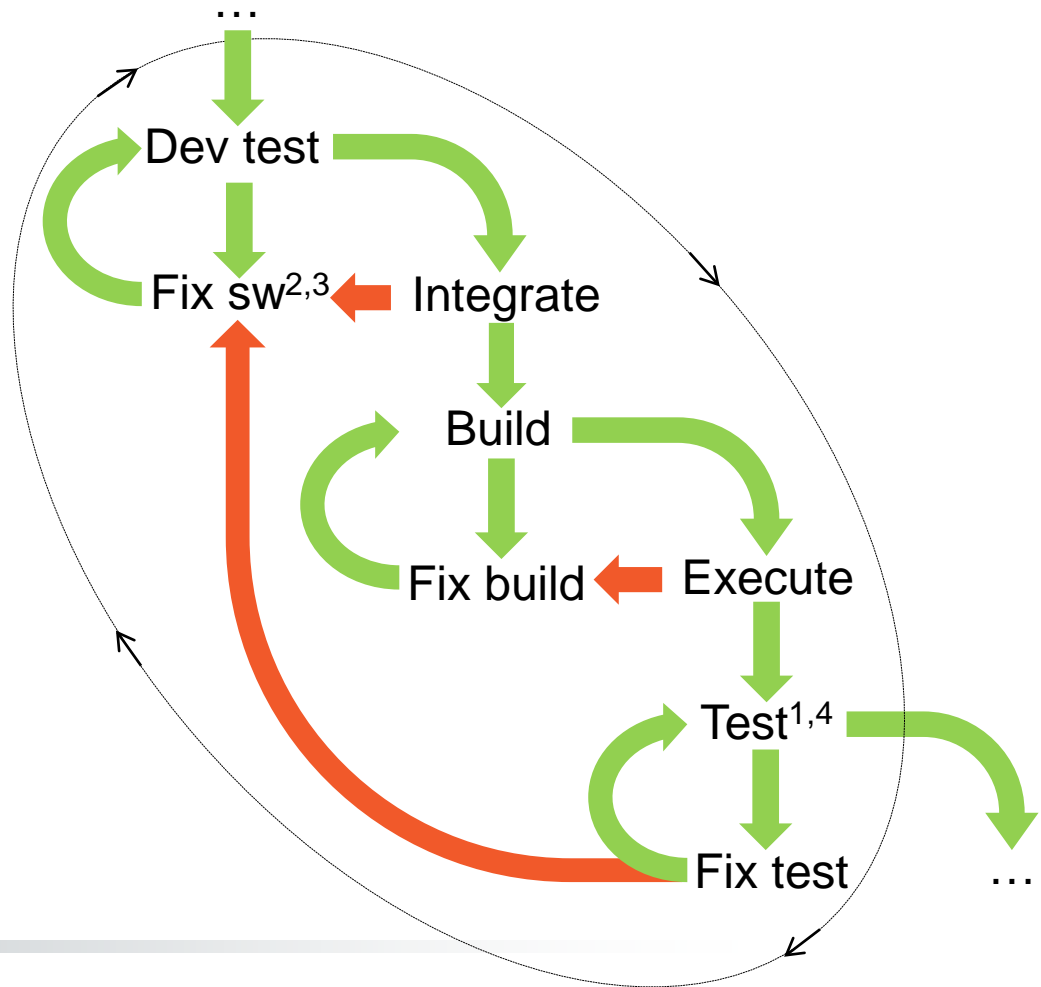 …
Dev test
Fix sw2,3
Integrate
Build
Fix build
Execute
Test1,4
Fix test
…